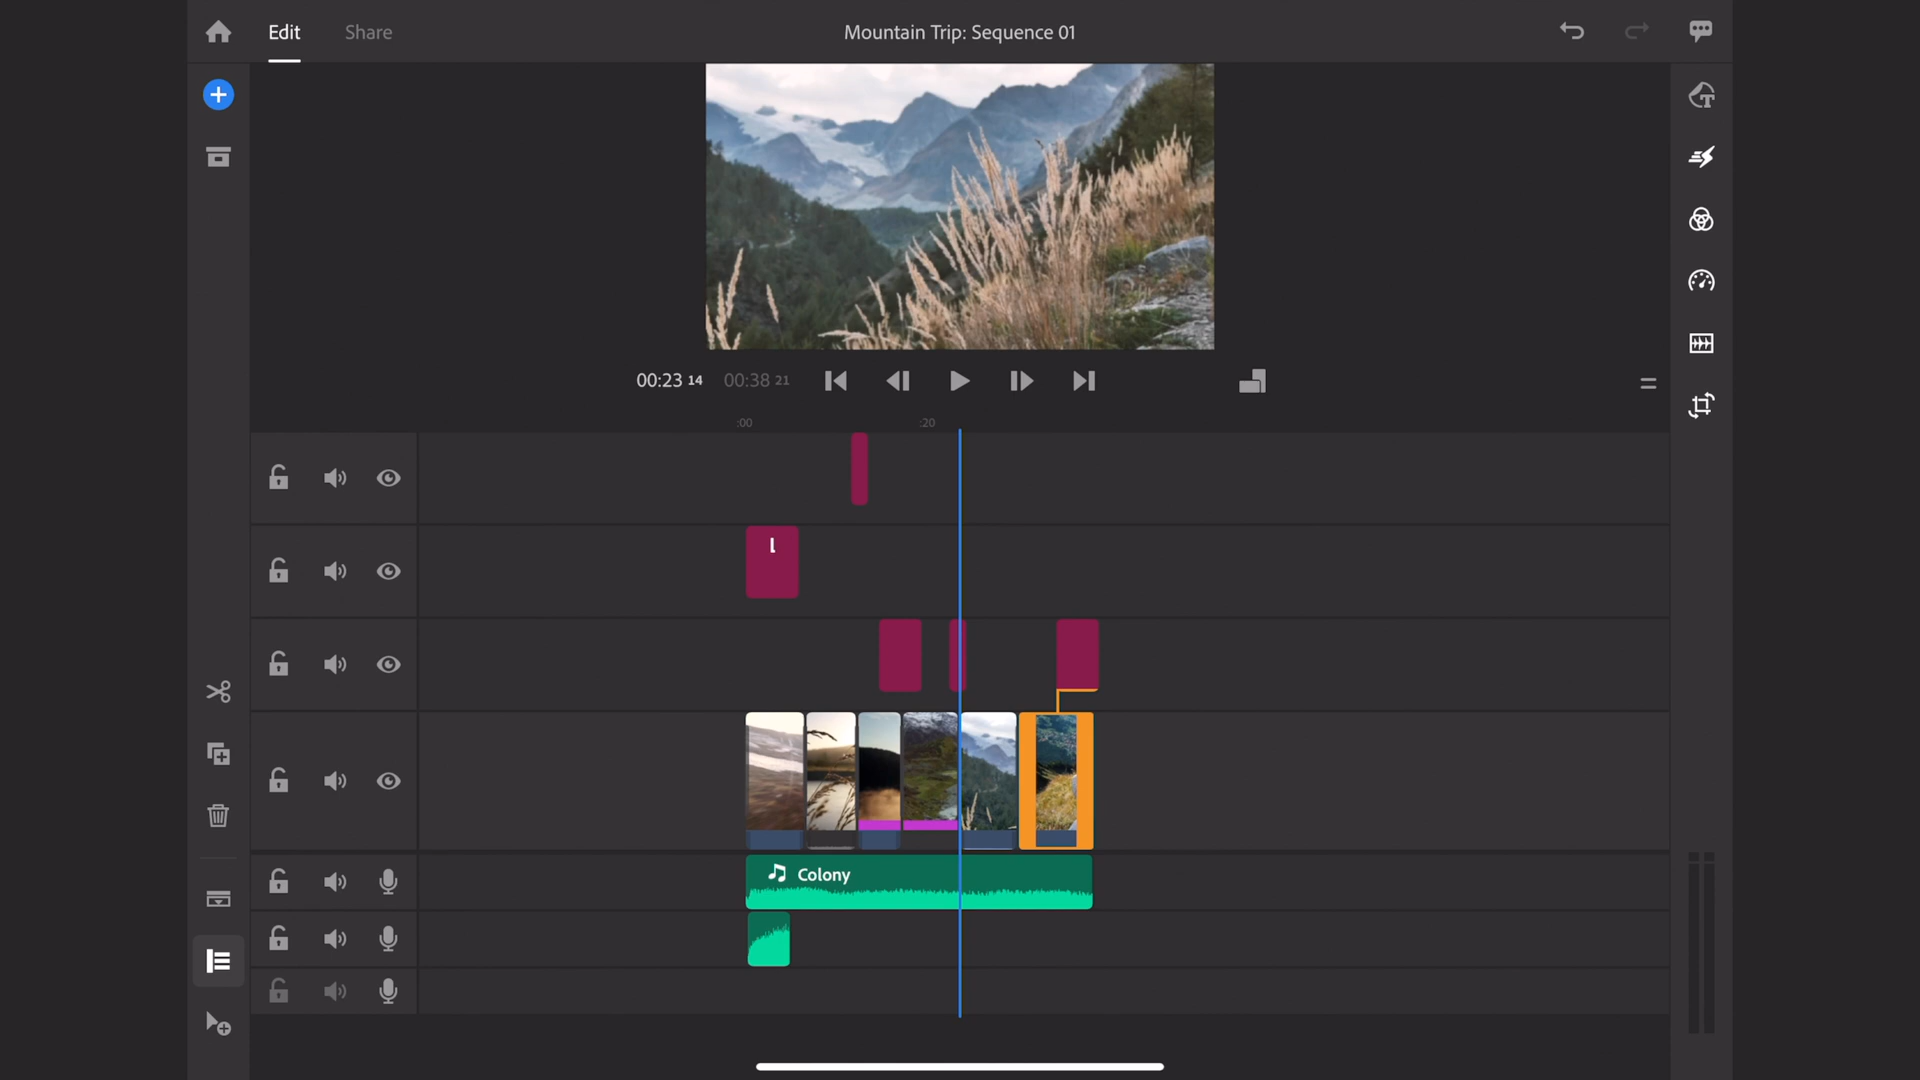 Edit
Share
Mountain Trip: Sequence 01
00:23 14
00:38 21
:00
:20
l
Colony